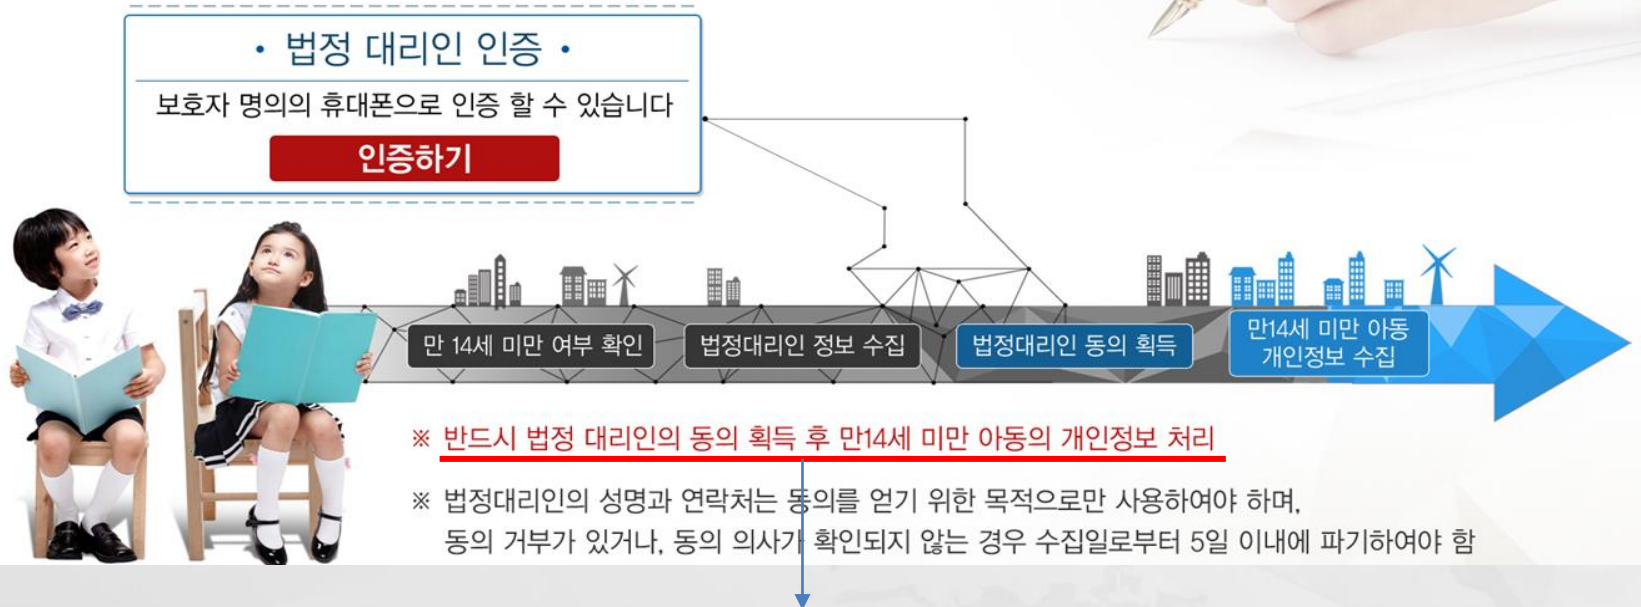 • 법정 대리인 인증 •
보호자 명의의 휴대폰으로 인증 할 수 있습니다
인증하기
만 14세 미만 여부 확인
법정대리인 정보 수집
법정대리인 동의 획득
만14세 미만 아동
개인정보 수집
※ 반드시 법정 대리인의 동의 획득 후 만14세 미만 아동의 개인정보 처리
※ 법정대리인의 성명과 연락처는 동의를 얻기 위한 목적으로만 사용하여야 하며,
동의 거부가 있거나, 동의 의사가 확인되지 않는 경우 수집일로부터 5일 이내에 파기하여야 함